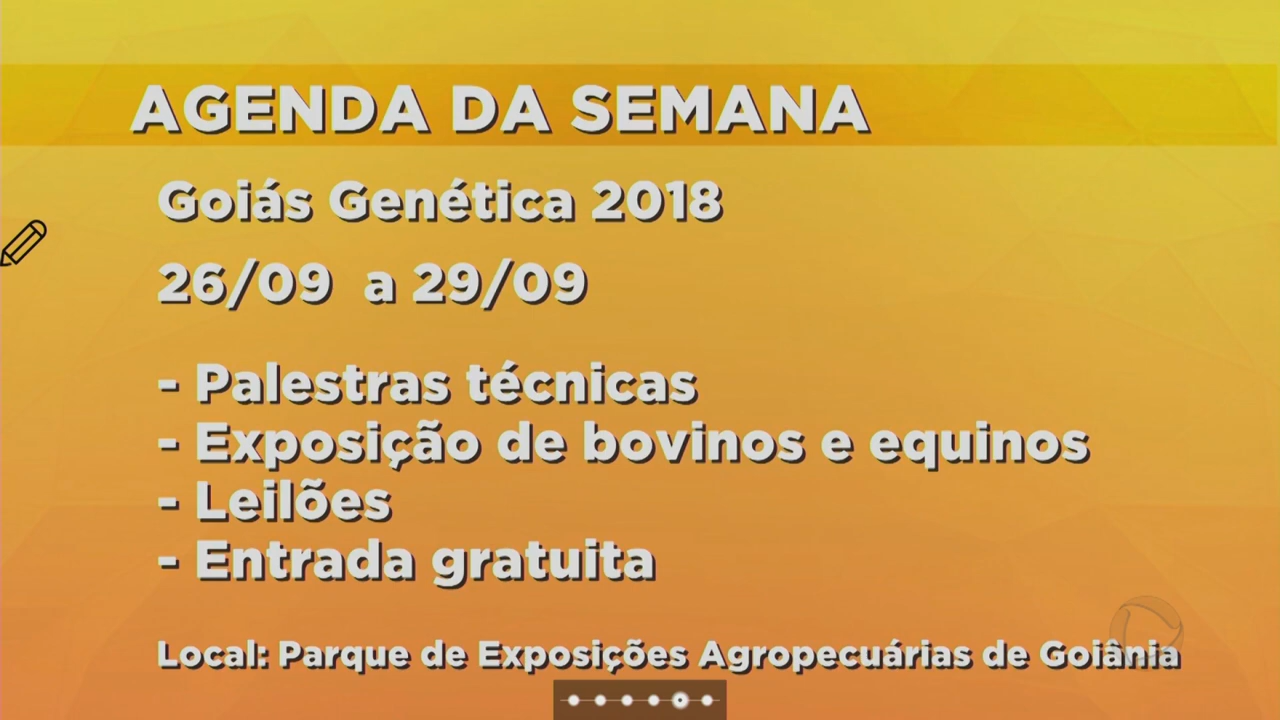 AGENDA DA SEMANA
Goiás Genética 2018
26/09 a 29/09
- Palestras técnicas
- Exposição de bovinos e equinos
- Leilões
- Entrada gratuita
Local: Parque de Exposições Agropecuárias de Goiânia